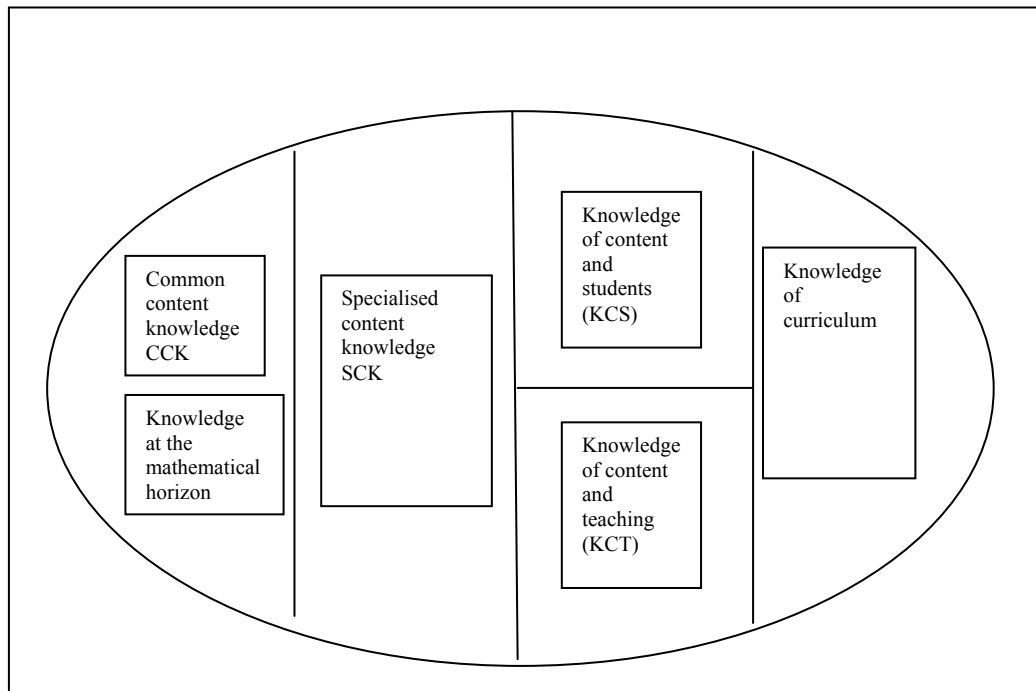 Common
content
knowledge
CCK
Knowledge
at the
mathematical
horizon
Specialised
content
knowledge
SCK
Knowledge
of content
and
students
(KCS)
Knowledge
of content
and
teaching
(KCT)
Knowledge
of
curriculum